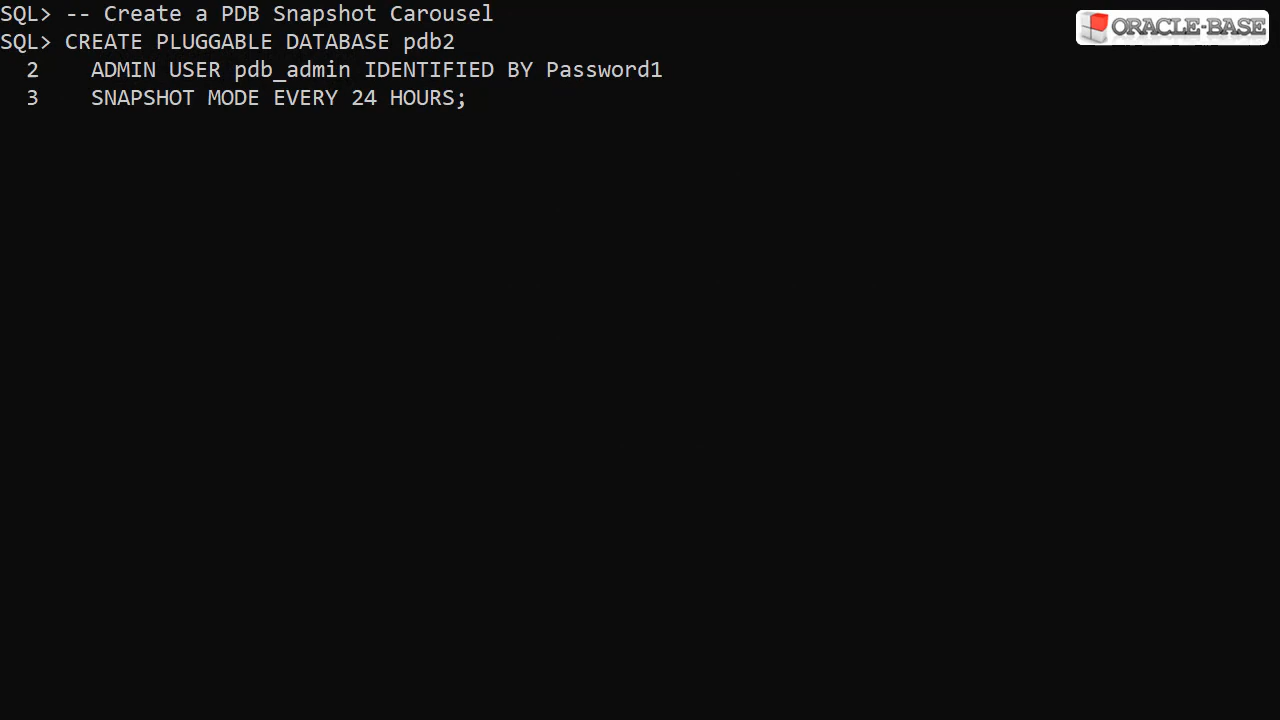 SQL> -- Create a PDB Snapshot Carousel
SQL> CREATE PLUGGABLE DATABASE pdb2
  2    ADMIN USER pdb_admin IDENTIFIED BY Password1
  3    SNAPSHOT MODE EVERY 24 HOURS;
ORACLE-BASE